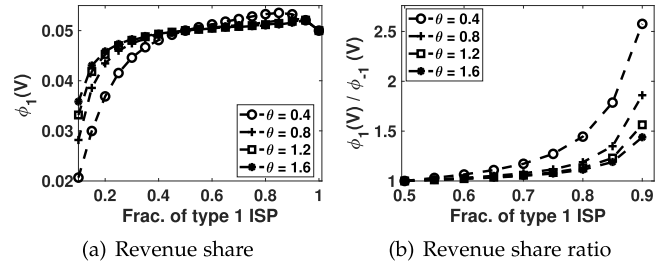 0.05
0.04
0.03
0.02
ϕ₁(V)
θ = 0.4
θ = 0.8
θ = 1.2
θ = 1.6
0.2 0.4 0.6 0.8 1
Frac. of type 1 ISP
(a) Revenue share
2.5
2
1.5
1
ϕ₁(V) / ϕ₋₁ (V)
θ = 0.4
θ = 0.8
θ = 1.2
θ = 1.6
0.5 0.6 0.7 0.8 0.9
Frac. of type 1 ISP
(b) Revenue share ratio